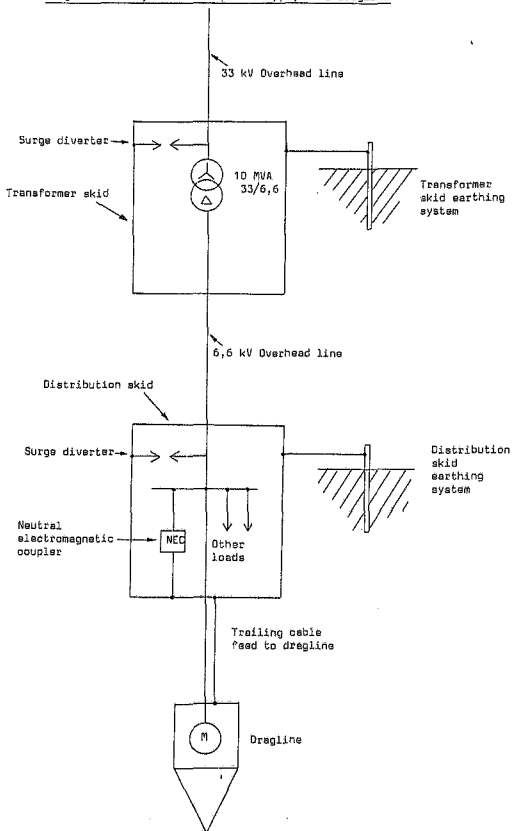 33 kV Overhead line
Surge diverter
Transformer skid
10 MVA
33/6,6
Transformer
skid earthing
system
6,6 kV Overhead line
Distribution skid
Surge diverter
Distribution
skid
earthing
system
Neutral
electromagnetic
coupler
NEC
Other
loads
Trailing cable
feed to dragline
M
Dragline